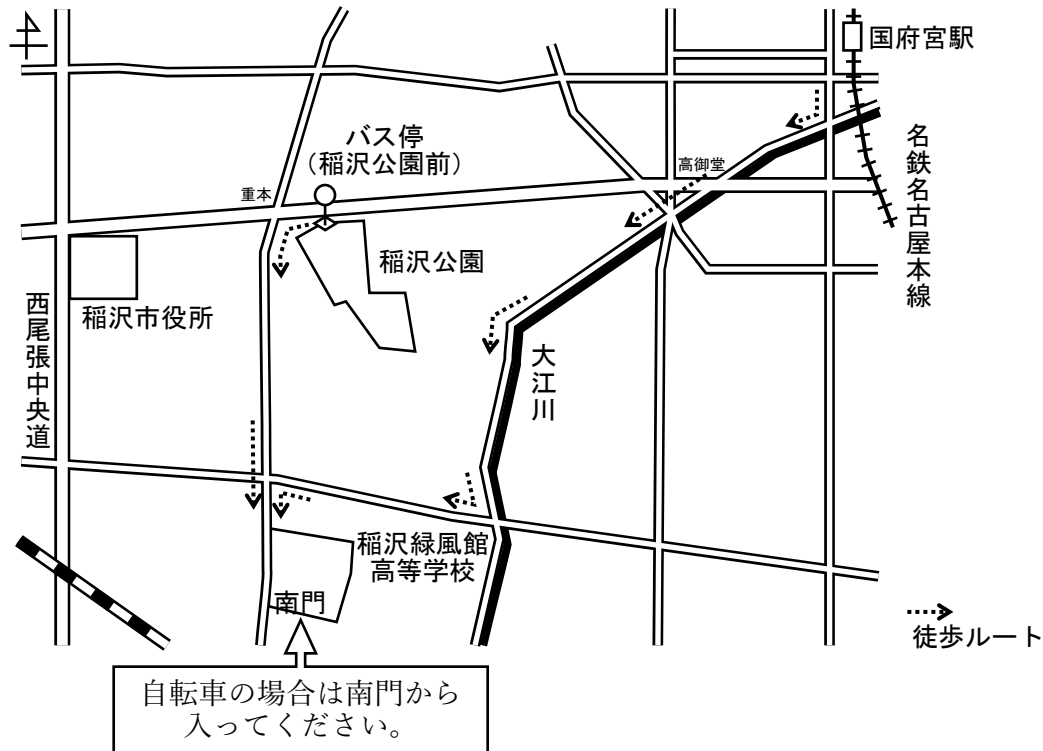 国府宮駅
バス停
（稲沢公園前）
高御堂
重本
名鉄名古屋本線
稲沢公園
稲沢市役所
西尾張中央道
大江川
稲沢緑風館
高等学校
南門
徒歩ルート
自転車の場合は南門から
入ってください。